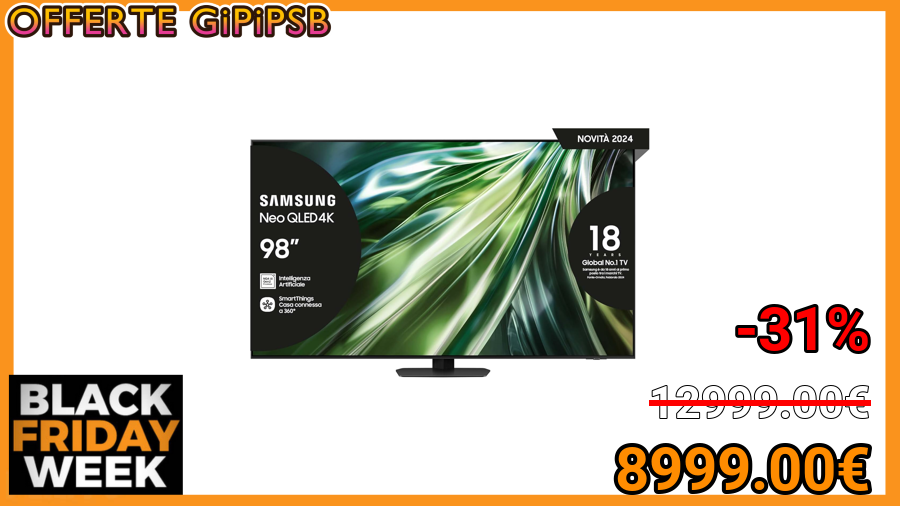 OFFERTE GiPiPSB
NOVITÀ 2024
SAMSUNG
Neo QLED 4K
98”
Intelligenza
Artificiale
SmartThings
Casa connessa
a 360°
18
YEARS
Global No.1 TV
-31%
12999.00€
8999.00€
BLACK
FRIDAY
WEEK